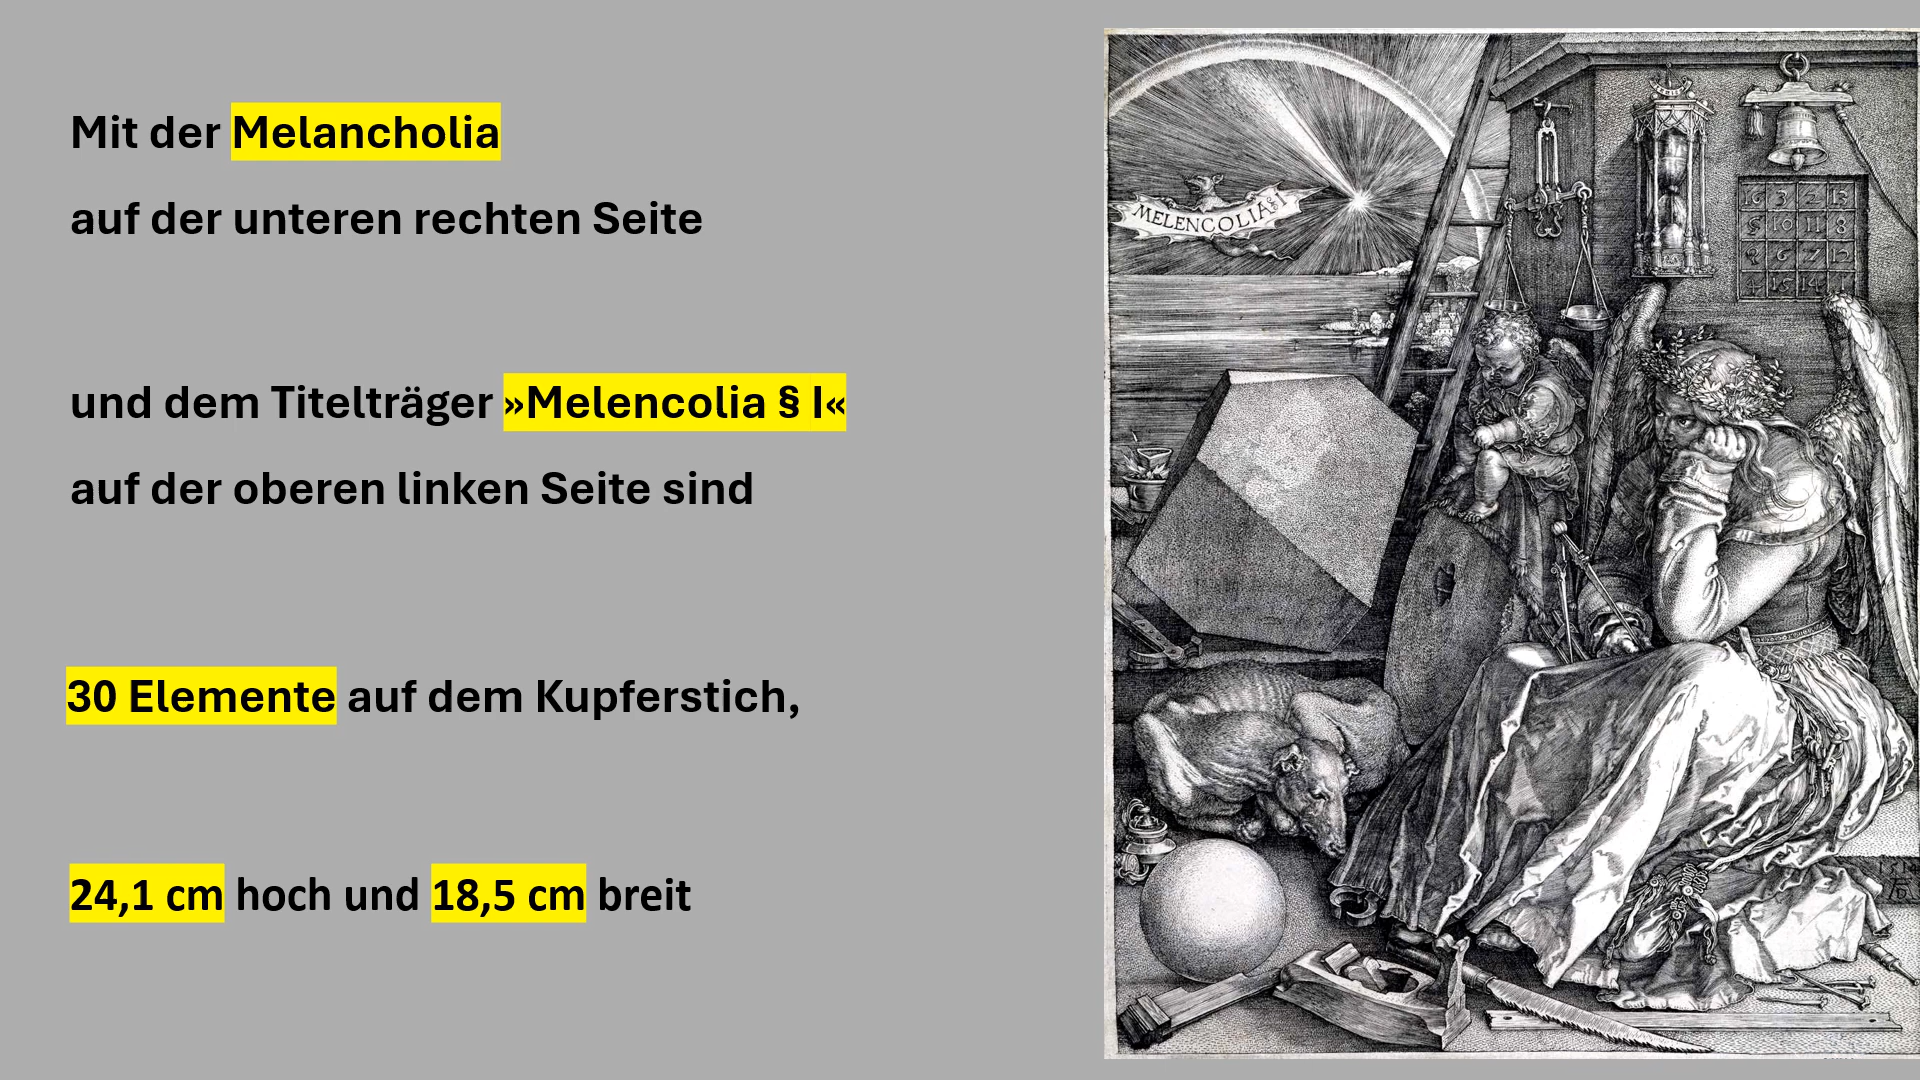 Mit der Melancholia
auf der unteren rechten Seite
und dem Titelträger »Melencolia § I«
auf der oberen linken Seite sind
30 Elemente auf dem Kupferstich,
24,1 cm hoch und 18,5 cm breit
MELENCOLIA § I
16 3 2 13
5 10 11 8
9 6 7 12
4 15 14 1
1514